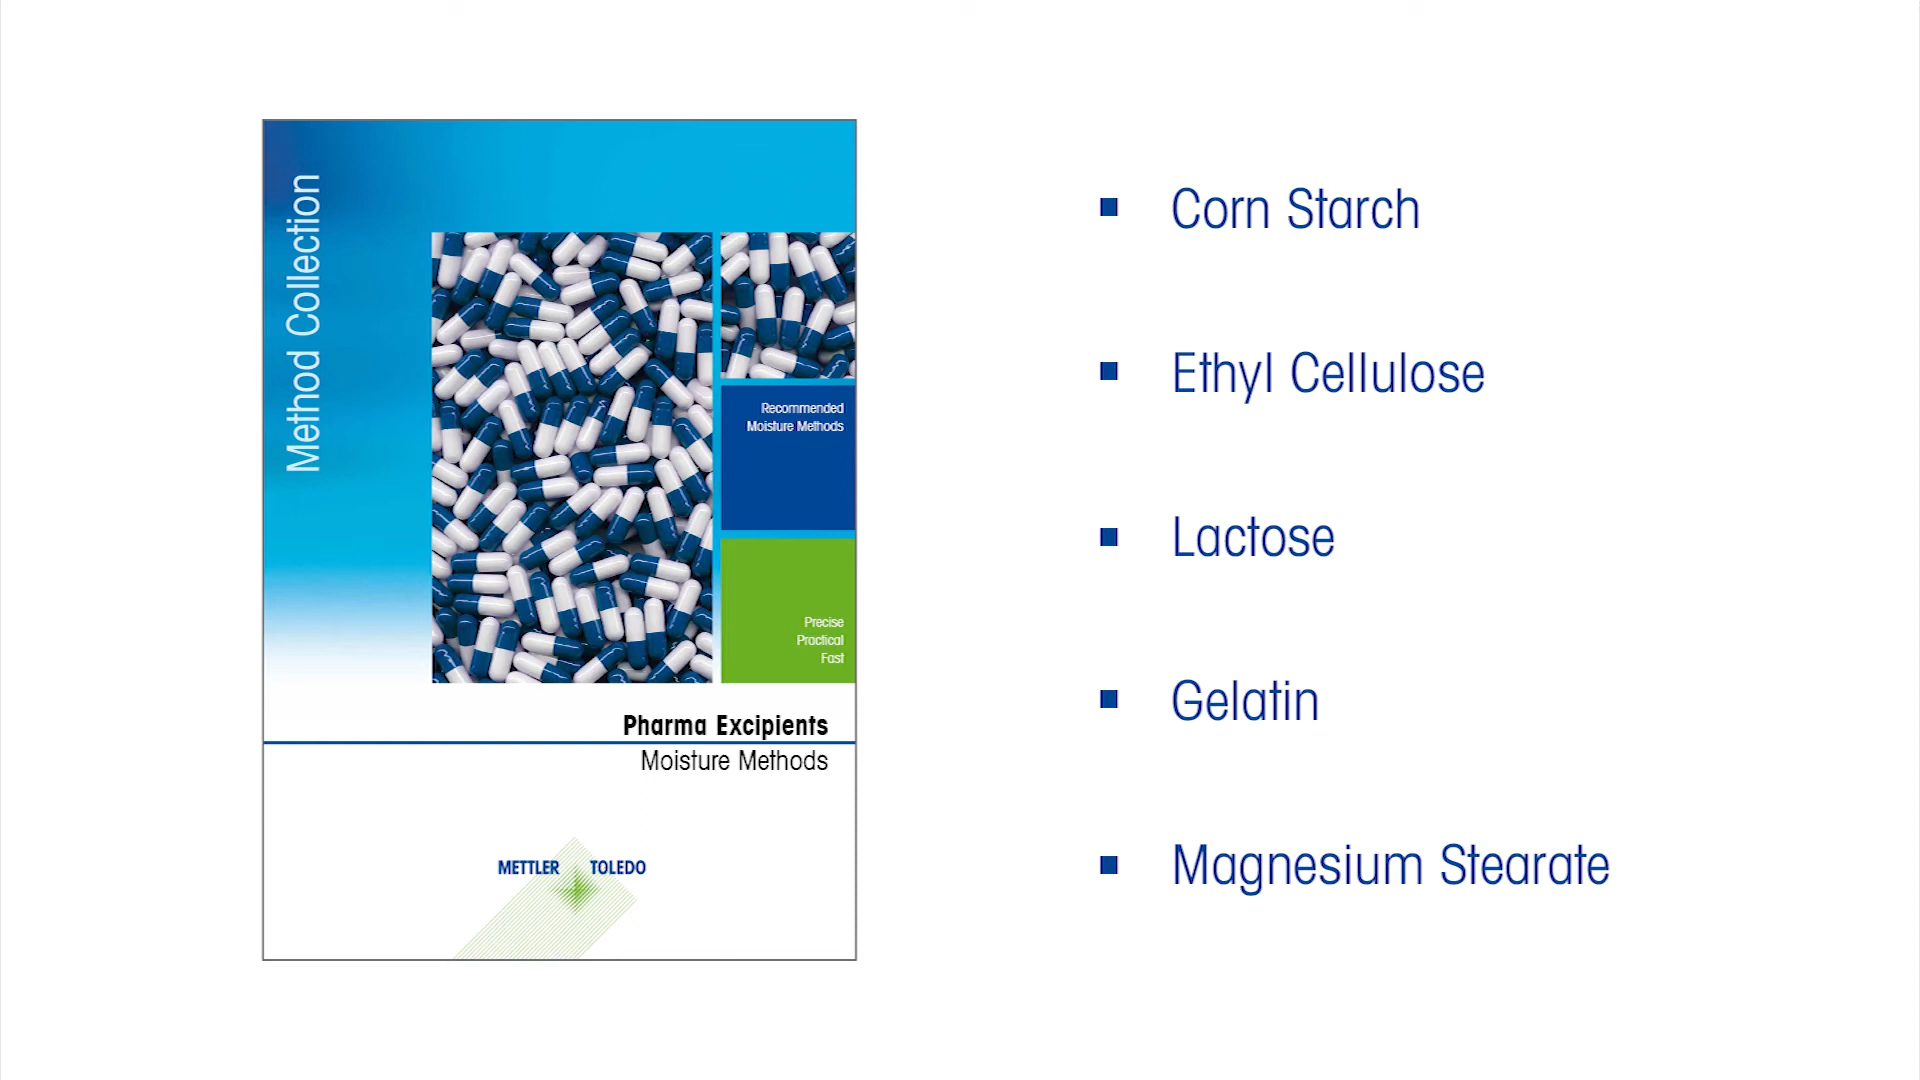 Method Collection
Recommended
Moisture Methods
Precise
Practical
Fast
Pharma Excipients
Moisture Methods
METTLER TOLEDO
Corn Starch
Ethyl Cellulose
Lactose
Gelatin
Magnesium Stearate